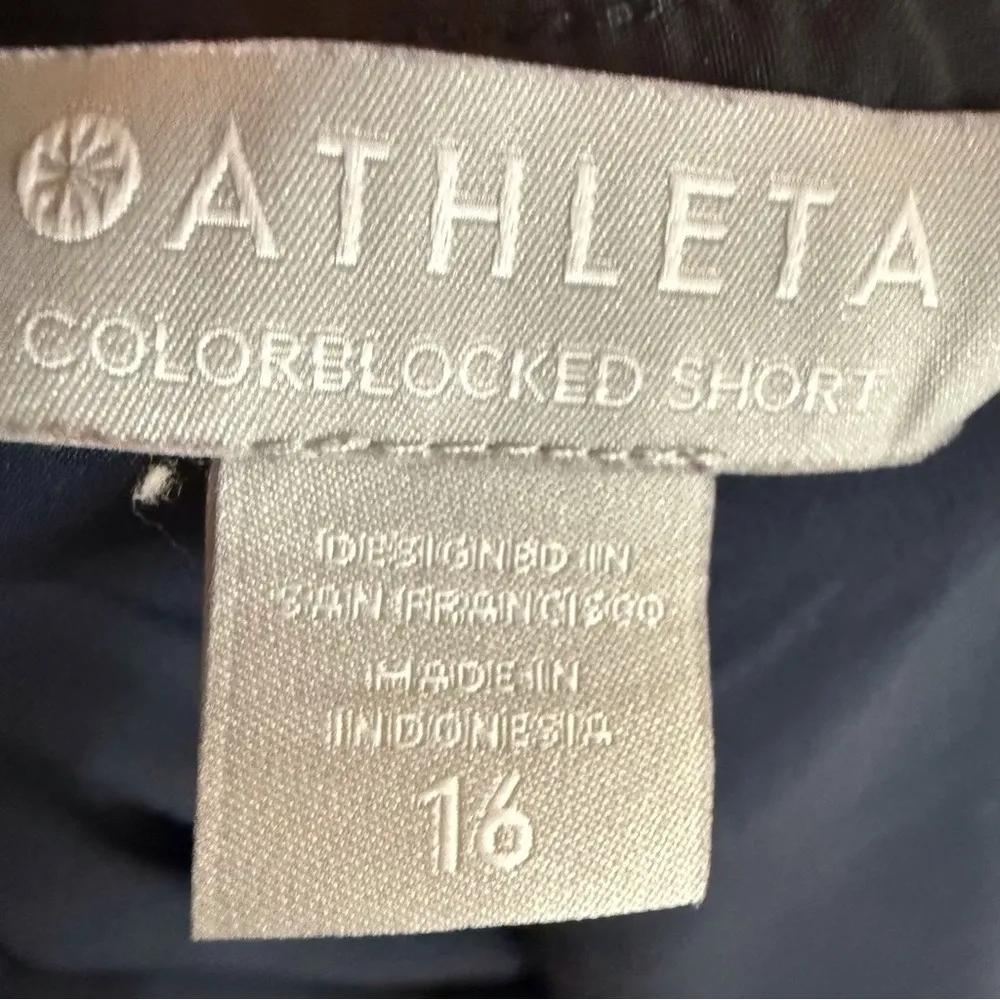 ATHLETA
COLORBLOCKED SHORT
DESIGNED IN
SAN FRANCISCO
MADE IN
INDONESIA
16